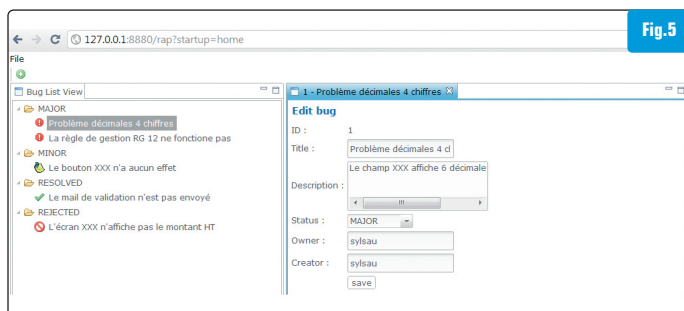 Fig.5
127.0.0.1:8880/rap?startup=home
File
Bug List View
MAJOR
Problème décimales 4 chiffres
La règle de gestion RG 12 ne fonctione pas
MINOR
Le bouton XXX n'a aucun effet
RESOLVED
Le mail de validation n'est pas envoyé
REJECTED
L'écran XXX n'affiche pas le montant HT
1 - Problème décimales 4 chiffres
Edit bug
ID : 1
Title : Problème décimales 4 cl
Description : Le champ XXX affiche 6 décimale
Status : MAJOR
Owner : sylsau
Creator : sylsau
save